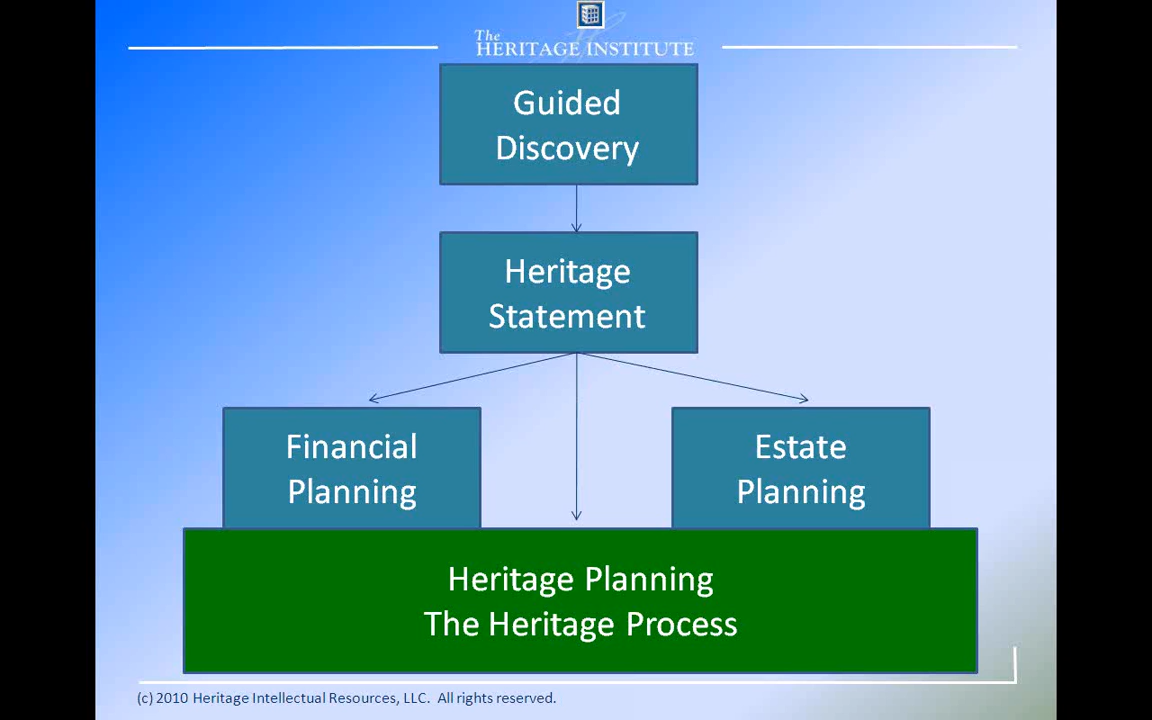 The
HERITAGE INSTITUTE
Guided
Discovery
Heritage
Statement
Financial
Planning
Estate
Planning
Heritage Planning
The Heritage Process
(c) 2010 Heritage Intellectual Resources, LLC.  All rights reserved.